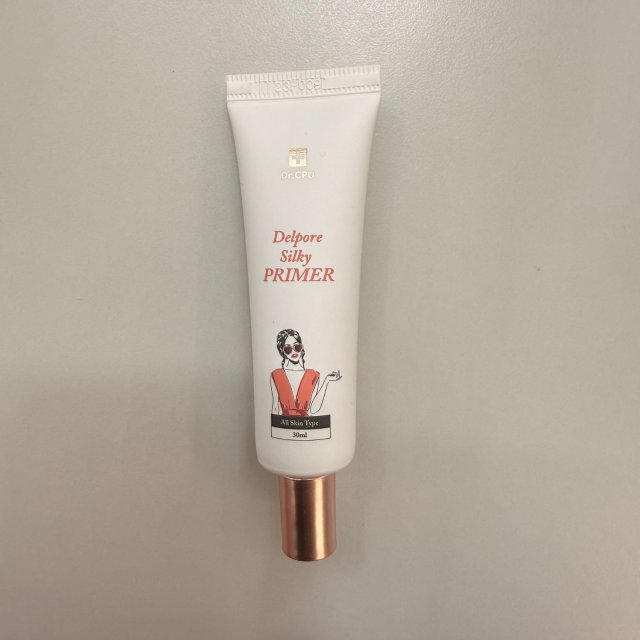 Dr.CPU
Delpore
Silky
PRIMER
All Skin Type
30ml